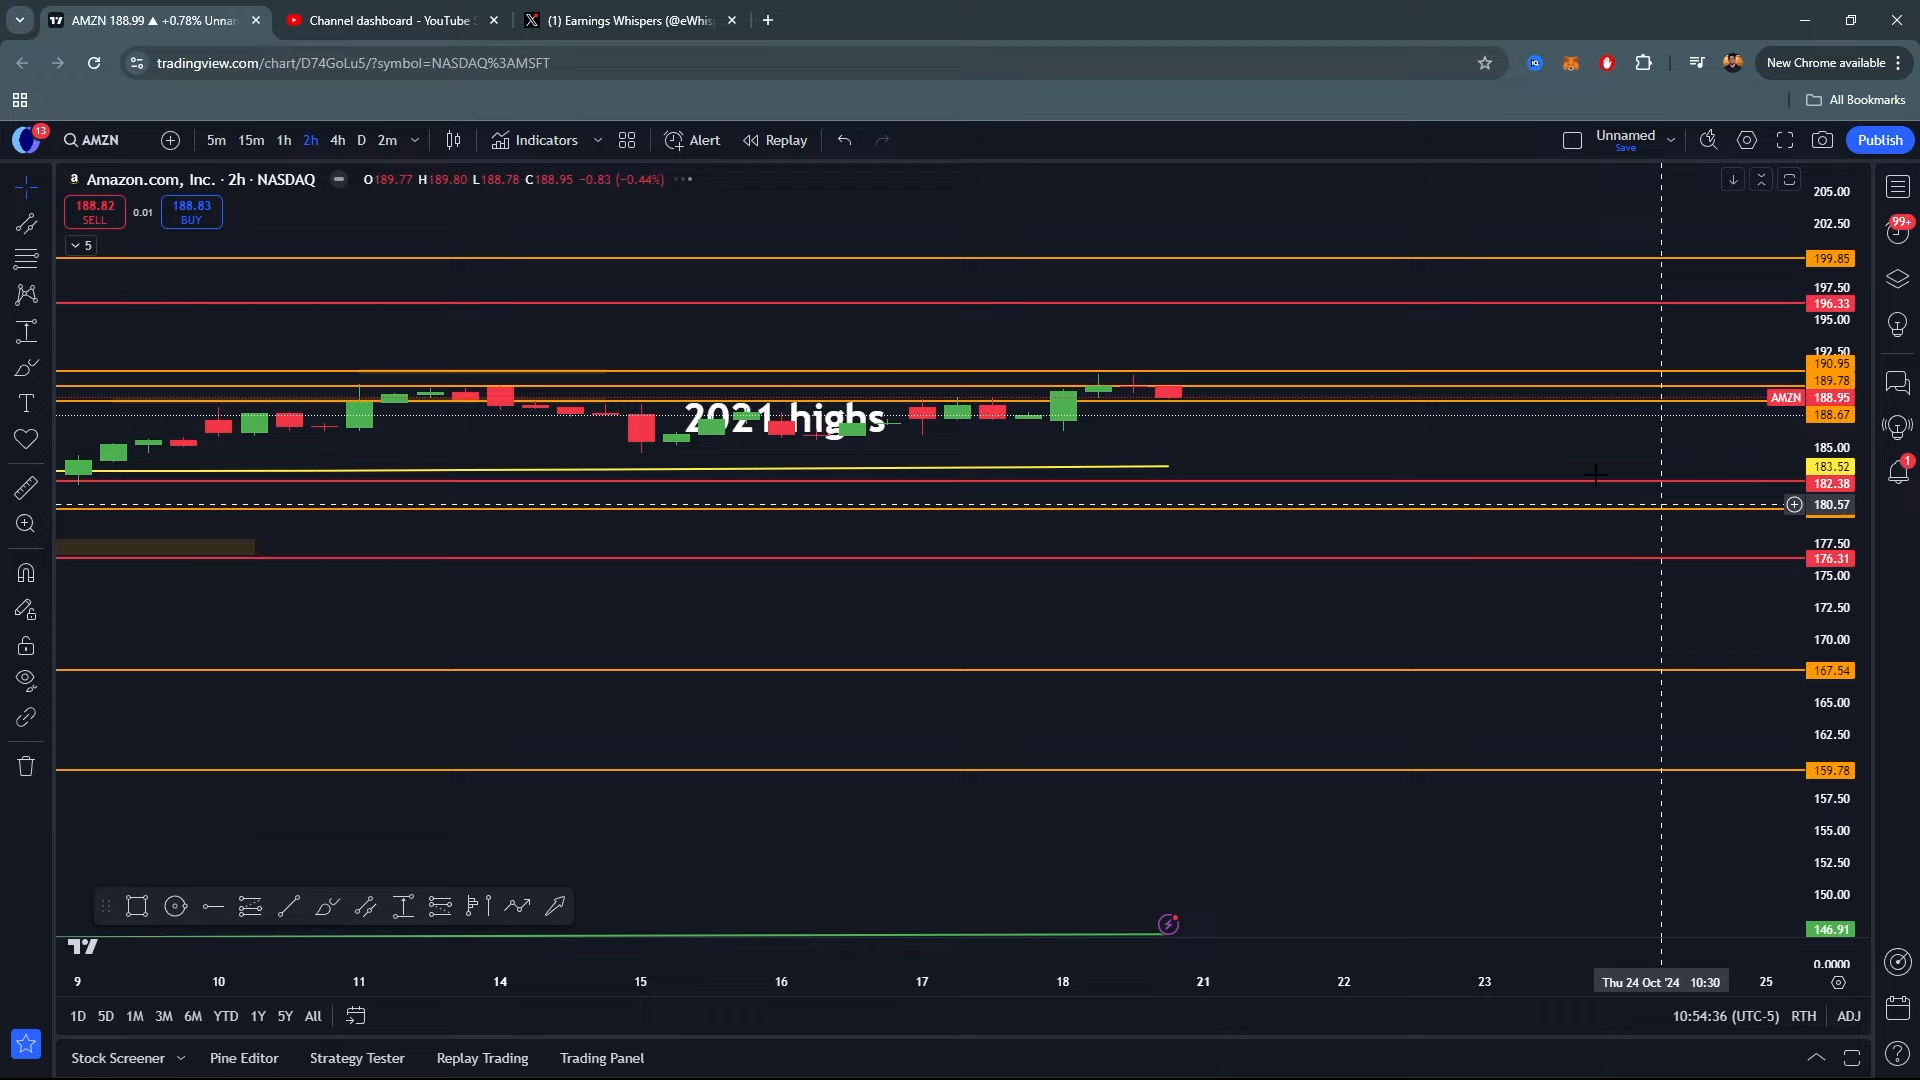 AMZN 188.99 ▲ +0.78% Unnan
Channel dashboard - YouTube S
(1) Earnings Whispers (@eWhis
tradingview.com/chart/D74GoLu5/?symbol=NASDAQ%3AMSFT
New Chrome available
All Bookmarks
13
AMZN
5m 15m 1h 2h 4h D 2m
Indicators
Alert
Replay
Unnamed
Save
Publish
Amazon.com, Inc. · 2h · NASDAQ
O189.77 H189.80 L188.78 C188.95 −0.83 (−0.44%)
188.82
SELL
0.01
188.83
BUY
5
99+
1
205.00
202.50
199.85
197.50
196.33
195.00
192.50
190.95
189.78
AMZN 188.95
188.67
2021 highs
185.00
183.52
182.38
180.57
177.50
176.31
175.00
172.50
170.00
167.54
165.00
162.50
159.78
157.50
155.00
152.50
150.00
146.91
0.0000
9 10 11 14 15 16 17 18 21 22 23 Thu 24 Oct '24 10:30 25
1D 5D 1M 3M 6M YTD 1Y 5Y All
10:54:36 (UTC-5) RTH ADJ
Stock Screener Pine Editor Strategy Tester Replay Trading Trading Panel